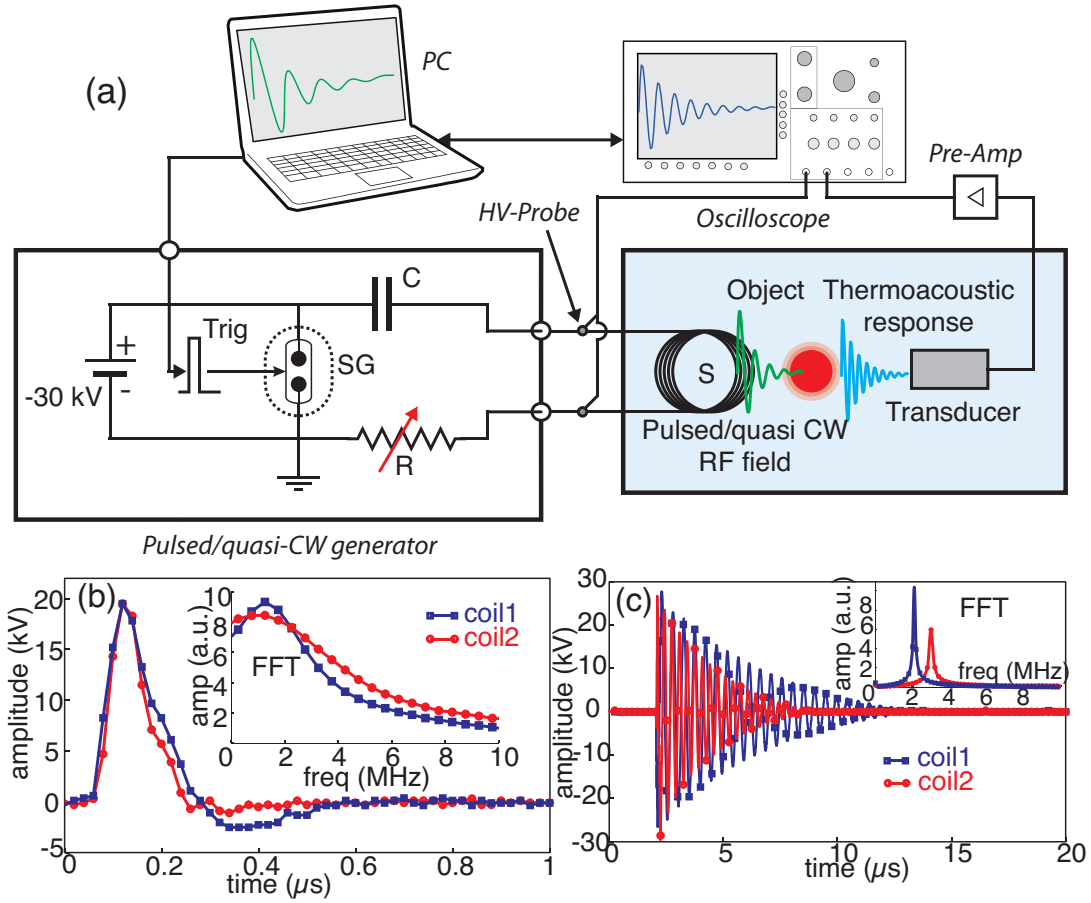 (a)
PC
Pre-Amp
HV-Probe
Oscilloscope
C
Trig
SG
+
-
-30 kV
R
Object
Thermoacoustic
response
S
Transducer
Pulsed/quasi CW
RF field
Pulsed/quasi-CW generator
(b)
amplitude (kV)
20
15
10
5
0
-5
0
0.2
0.4
0.6
0.8
1
time (µs)
amp (a.u.)
10
8
6
4
2
0
2
4
6
8
10
freq (MHz)
FFT
coil1
coil2
(c)
amplitude (kV)
30
20
10
0
-10
-20
-30
0
5
10
15
20
time (µs)
amp (a.u.)
8
6
4
2
0
0
2
4
6
8
freq (MHz)
FFT
coil1
coil2